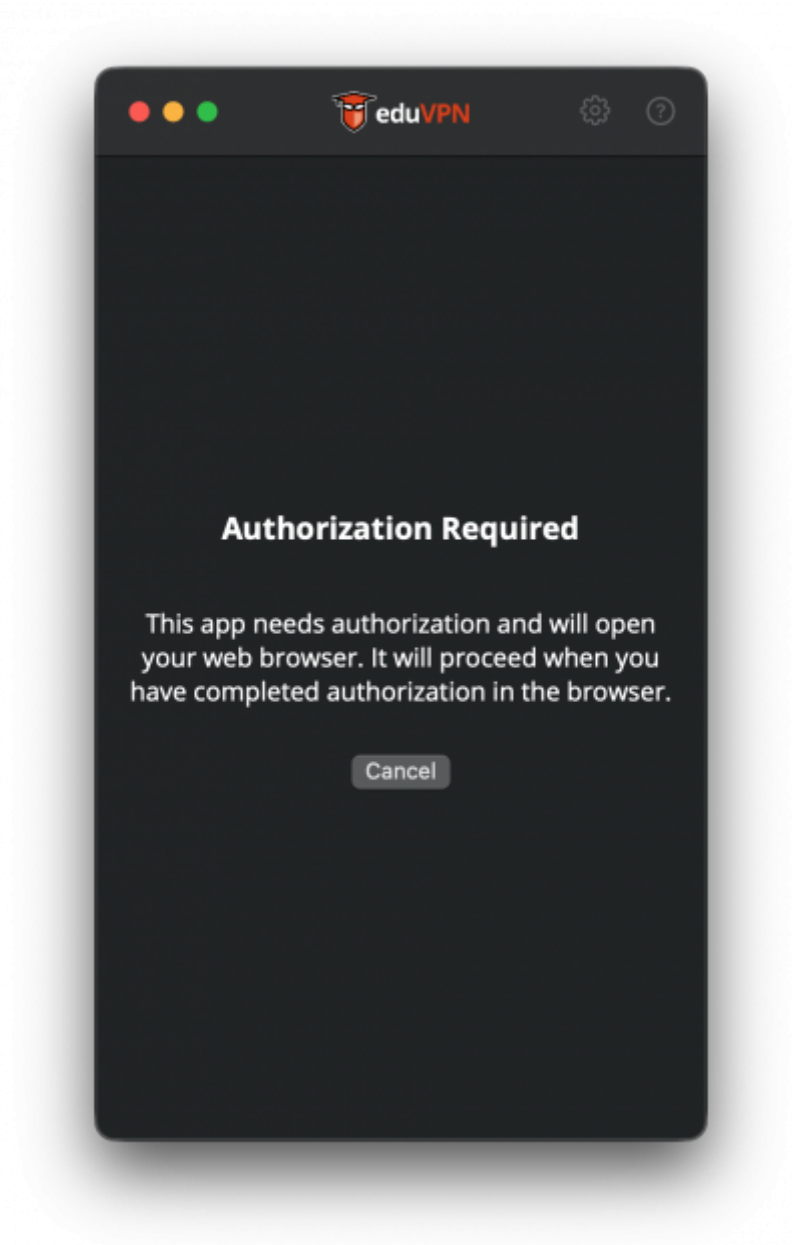 eduVPN
Authorization Required
This app needs authorization and will open
your web browser. It will proceed when you
have completed authorization in the browser.
Cancel